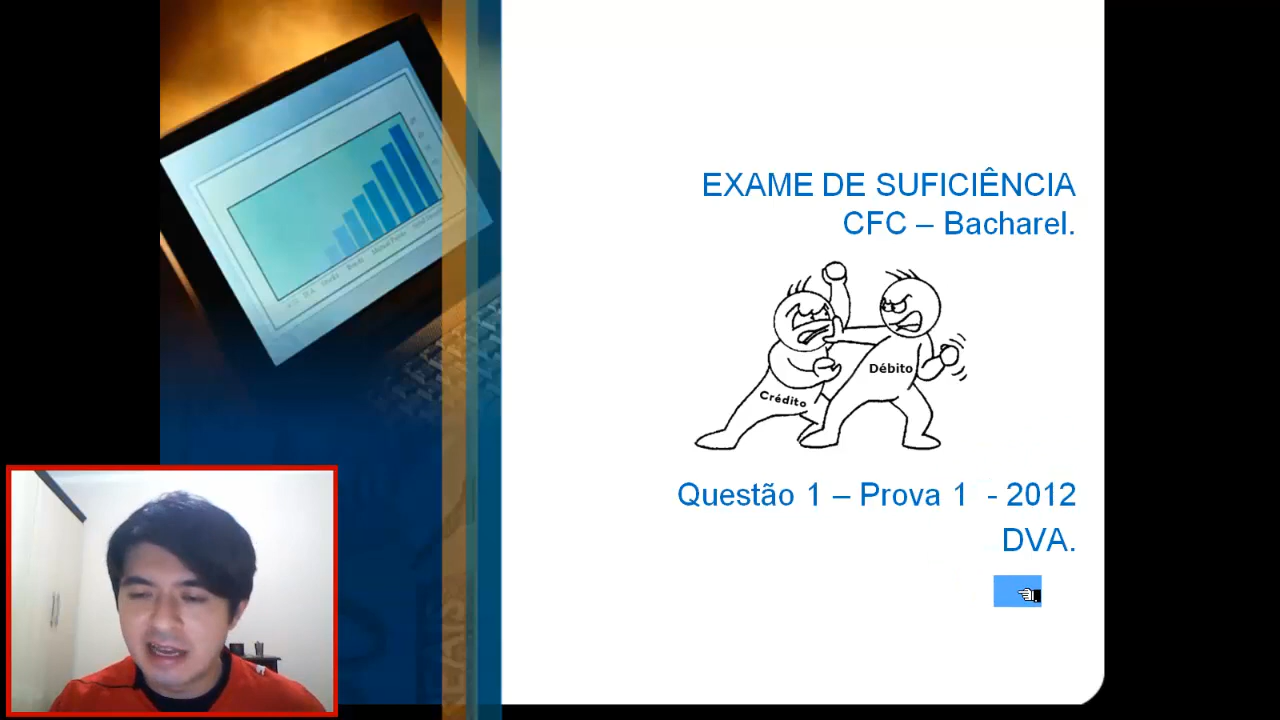 EXAME DE SUFICIÊNCIA
CFC – Bacharel.
Débito
Crédito
Questão 1 – Prova 1 - 2012
DVA.